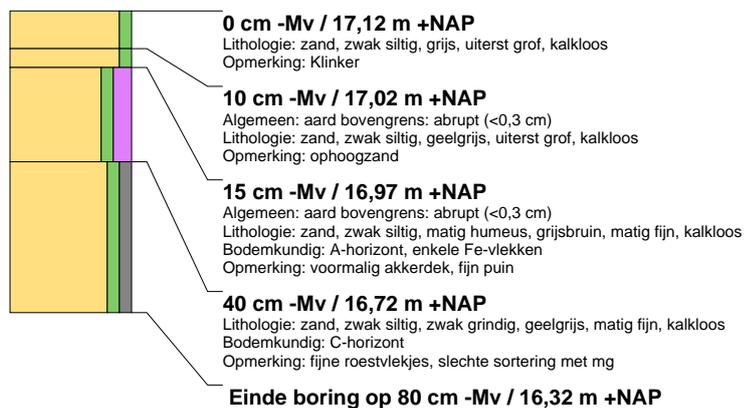 0 cm -Mv / 17,12 m +NAP
Lithologie: zand, zwak siltig, grijs, uiterst grof, kalkloos
Opmerking: Klinker
10 cm -Mv / 17,02 m +NAP
Algemeen: aard bovengrens: abrupt (<0,3 cm)
Lithologie: zand, zwak siltig, geelgrijs, uiterst grof, kalkloos
Opmerking: ophoogzand
15 cm -Mv / 16,97 m +NAP
Algemeen: aard bovengrens: abrupt (<0,3 cm)
Lithologie: zand, zwak siltig, matig humeus, grijsbruin, matig fijn, kalkloos
Bodemkundig: A-horizont, enkele Fe-vlekken
Opmerking: voormalig akkerdek, fijn puin
40 cm -Mv / 16,72 m +NAP
Lithologie: zand, zwak siltig, zwak grindig, geelgrijs, matig fijn, kalkloos
Bodemkundig: C-horizont
Opmerking: fijne roestvlekjes, slechte sortering met mg
Einde boring op 80 cm -Mv / 16,32 m +NAP